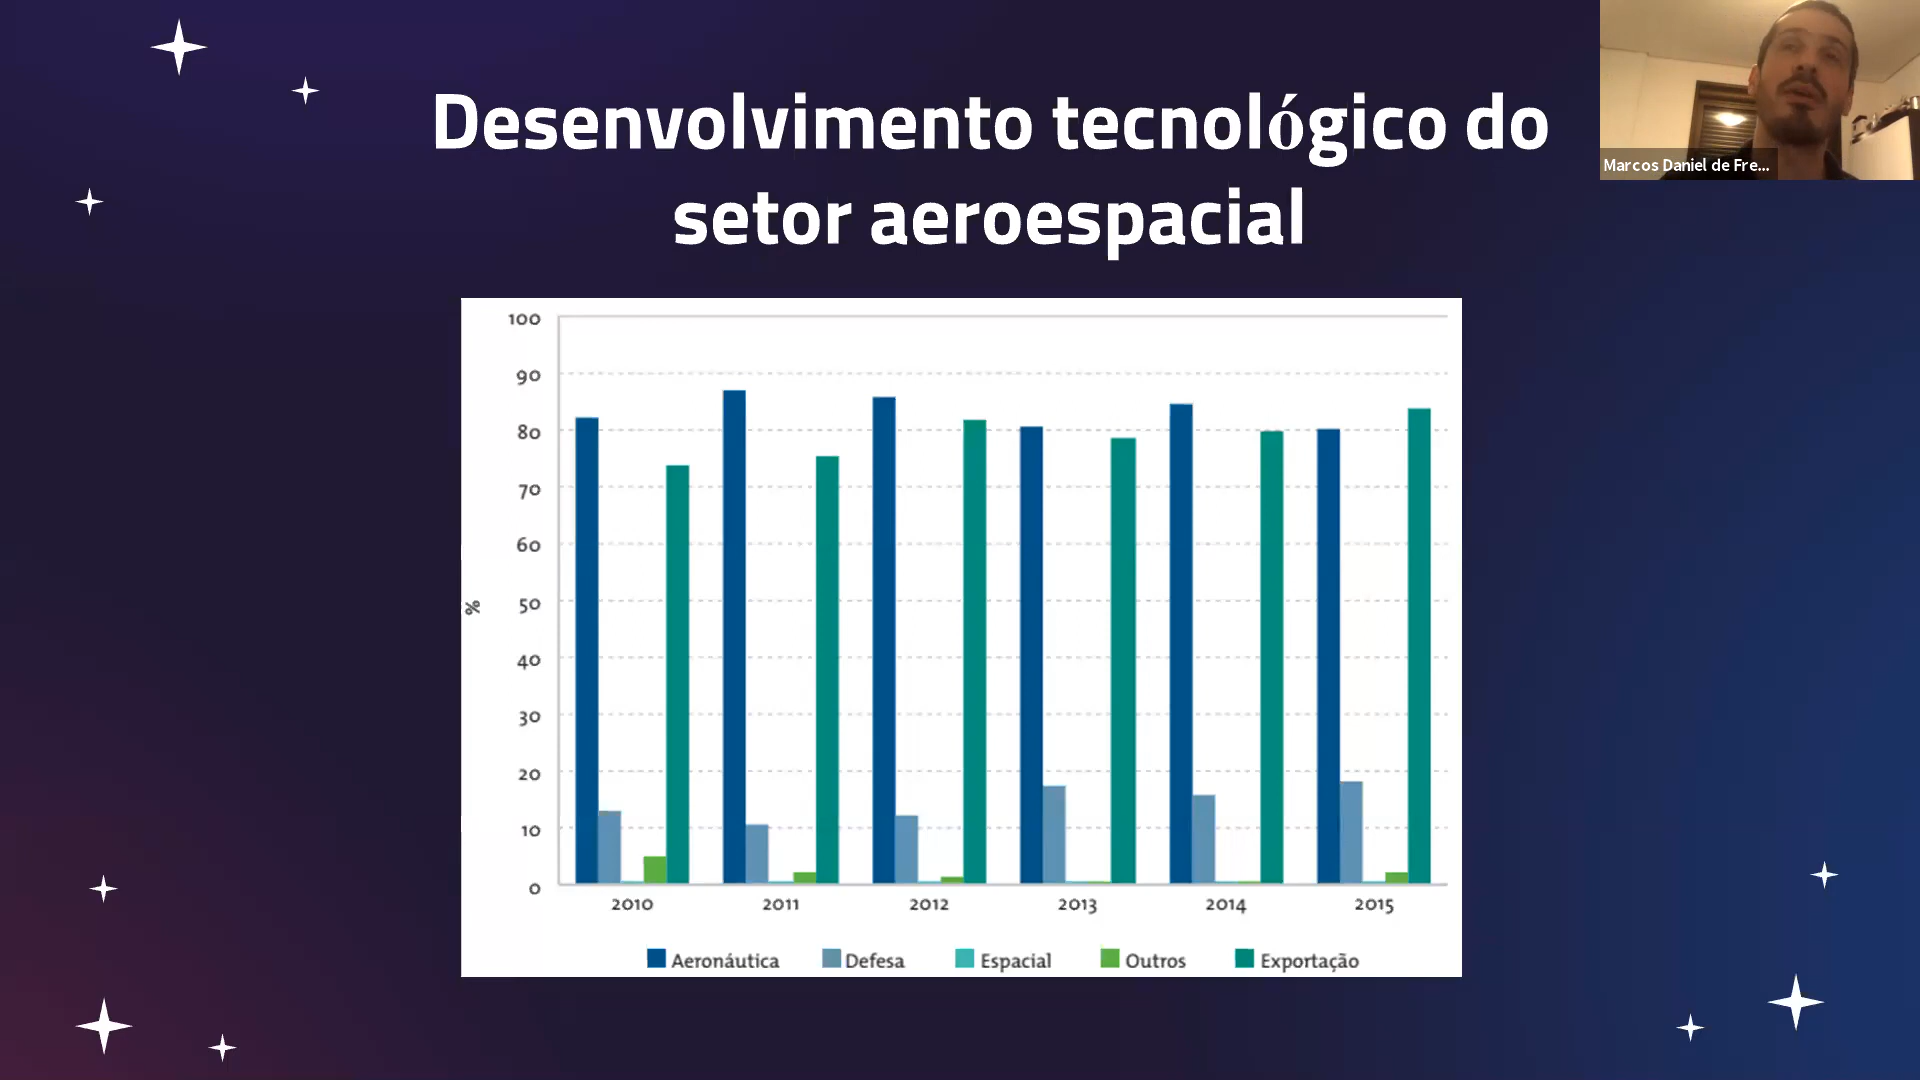 Desenvolvimento tecnológico do
setor aeroespacial
Marcos Daniel de Fre...
100
90
80
70
60
50
40
30
20
10
0
%
2010 2011 2012 2013 2014 2015
Aeronáutica Defesa Espacial Outros Exportação